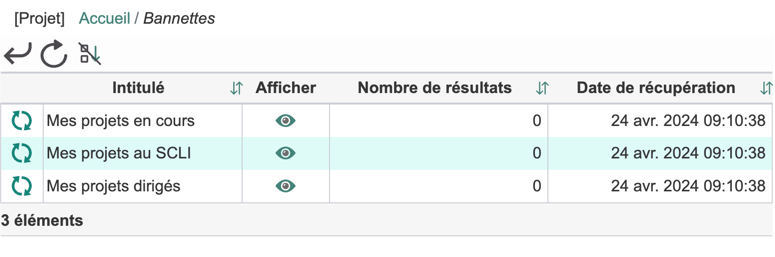 [Projet] Accueil / Bannettes
Intitulé Afficher Nombre de résultats Date de récupération
Mes projets en cours 0 24 avr. 2024 09:10:38
Mes projets au SCLI 0 24 avr. 2024 09:10:38
Mes projets dirigés 0 24 avr. 2024 09:10:38
3 éléments